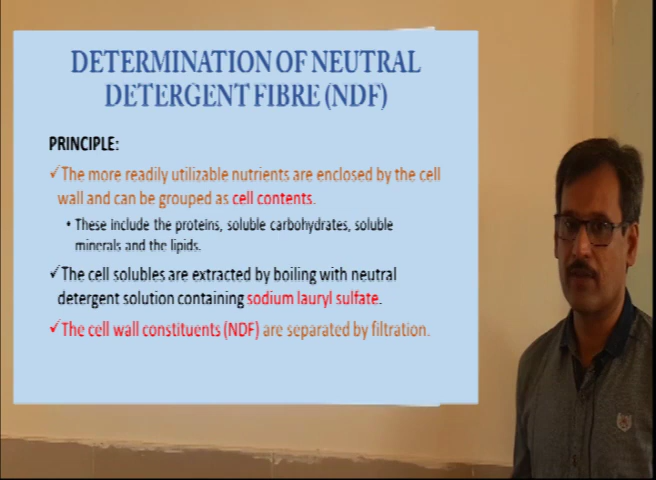 DETERMINATION OF NEUTRAL
DETERGENT FIBRE (NDF)
PRINCIPLE:
✓The more readily utilizable nutrients are enclosed by the cell
wall and can be grouped as cell contents.
• These include the proteins, soluble carbohydrates, soluble
minerals and the lipids.
✓The cell solubles are extracted by boiling with neutral
detergent solution containing sodium lauryl sulfate.
✓The cell wall constituents (NDF) are separated by filtration.